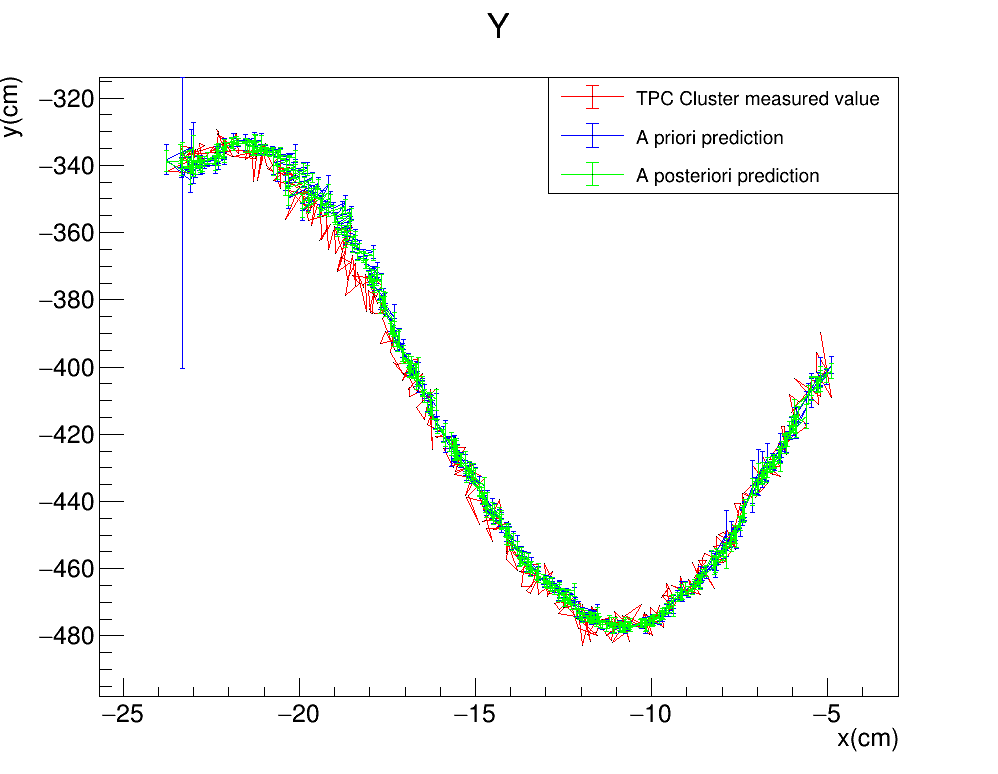 Y
y(cm)
TPC Cluster measured value
A priori prediction
A posteriori prediction
−320
−340
−360
−380
−400
−420
−440
−460
−480
−25 −20 −15 −10 −5
x(cm)